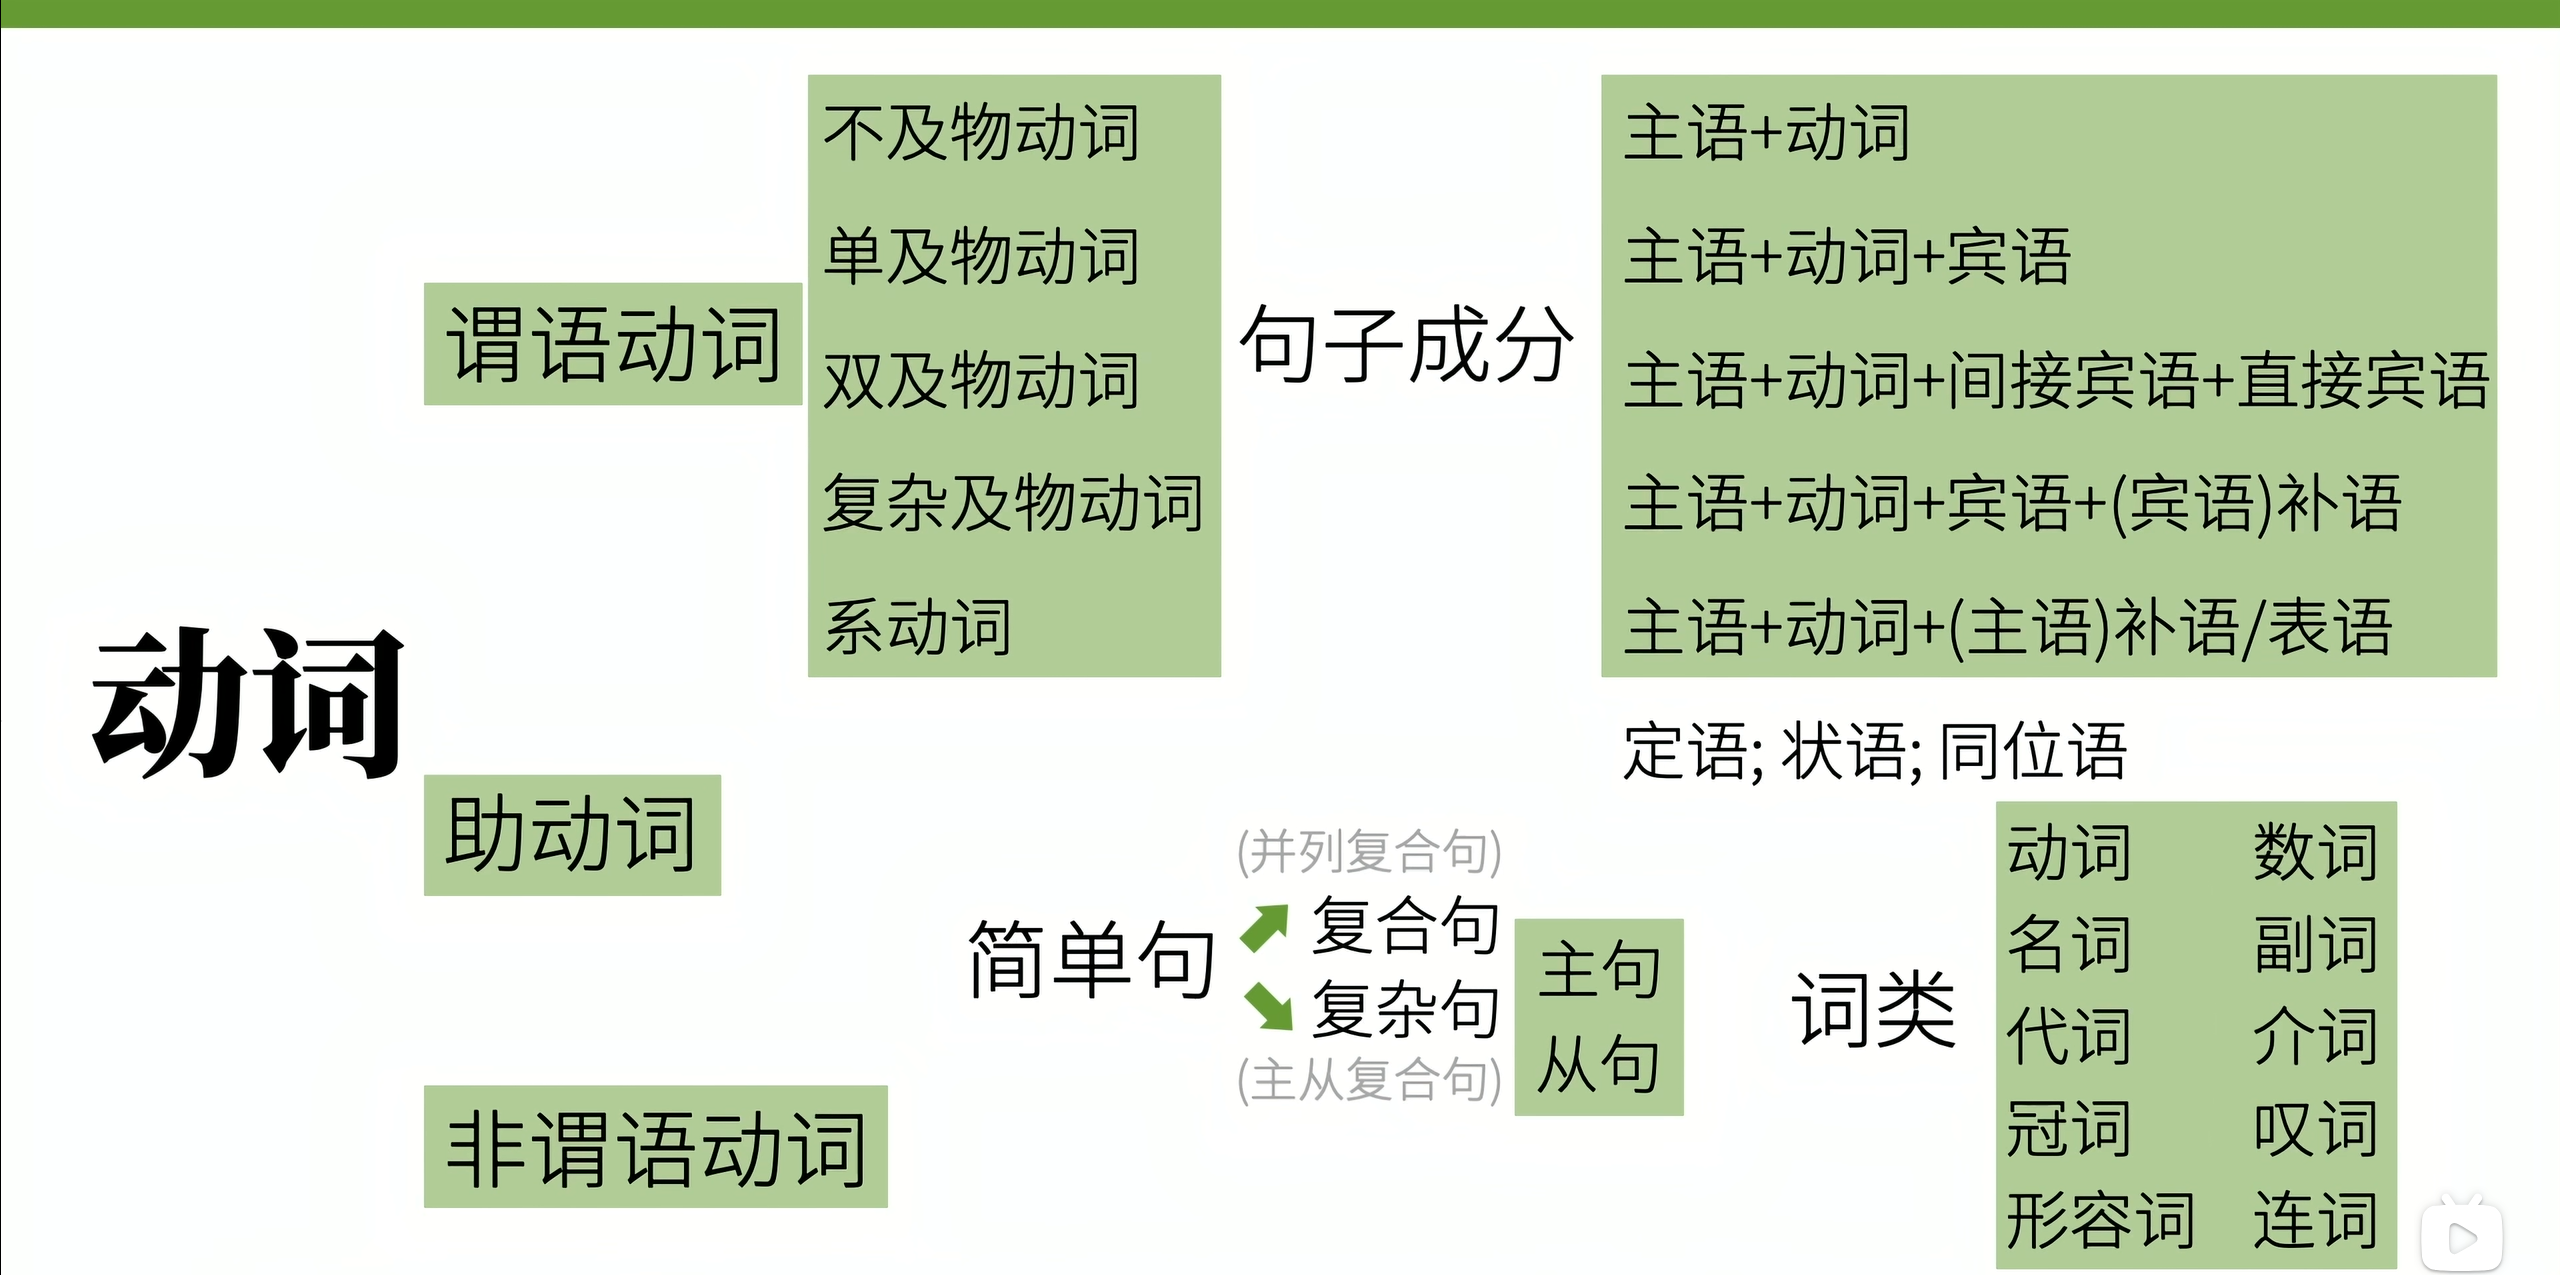 动词
谓语动词
不及物动词
单及物动词
双及物动词
复杂及物动词
系动词
句子成分
主语+动词
主语+动词+宾语
主语+动词+间接宾语+直接宾语
主语+动词+宾语+(宾语)补语
主语+动词+(主语)补语/表语
定语; 状语; 同位语
助动词
非谓语动词
简单句
(并列复合句)
复合句
复杂句
(主从复合句)
主句
从句
词类
动词 数词
名词 副词
代词 介词
冠词 叹词
形容词 连词